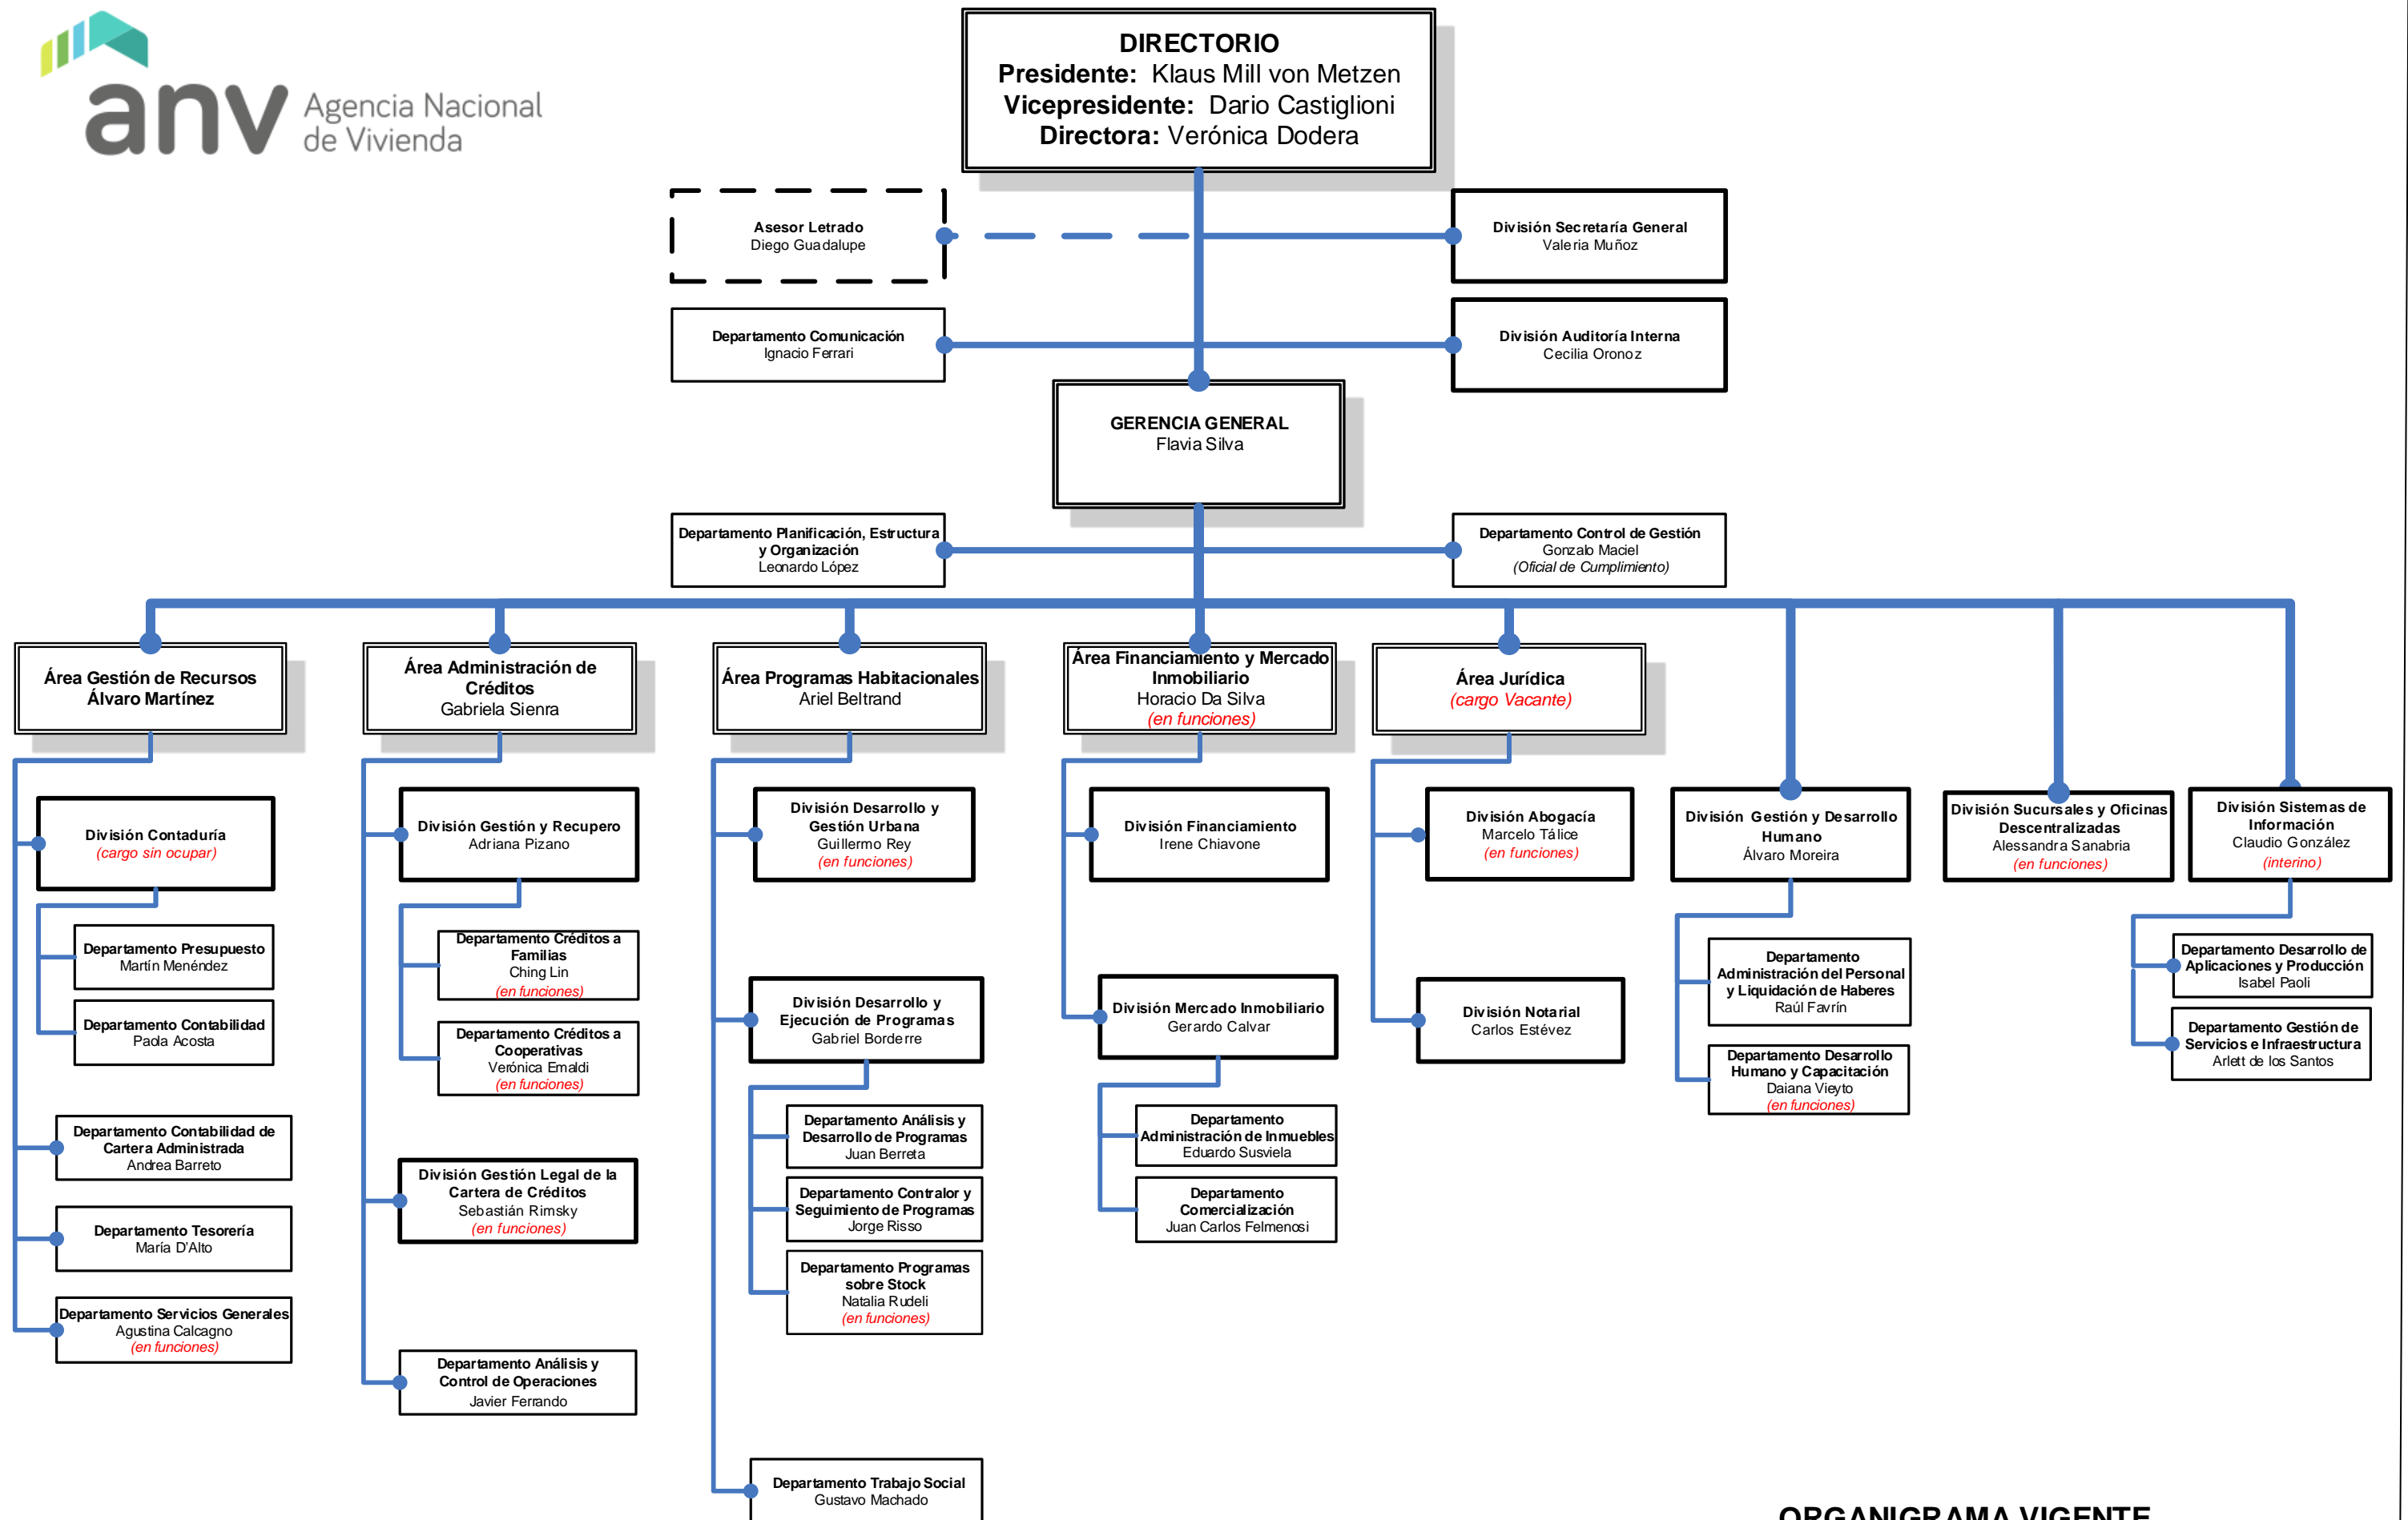 anv
Agencia Nacional
de Vivienda
DIRECTORIO
Presidente: Klaus Mill von Metzen
Vicepresidente: Dario Castiglioni
Directora: Verónica Dodera
Asesor Letrado
Diego Guadalupe
División Secretaría General
Valeria Muñoz
Departamento Comunicación
Ignacio Ferrari
División Auditoría Interna
Cecilia Oronoz
GERENCIA GENERAL
Flavia Silva
Departamento Planificación, Estructura
y Organización
Leonardo López
Departamento Control de Gestión
Gonzalo Maciel
(Oficial de Cumplimiento)
Área Gestión de Recursos
Álvaro Martínez
Área Administración de
Créditos
Gabriela Sienra
Área Programas Habitacionales
Ariel Beltrand
Área Financiamiento y Mercado
Inmobiliario
Horacio Da Silva
(en funciones)
Área Jurídica
(cargo Vacante)
División Contaduría
(cargo sin ocupar)
Departamento Presupuesto
Martín Menéndez
Departamento Contabilidad
Paola Acosta
Departamento Contabilidad de
Cartera Administrada
Andrea Barreto
Departamento Tesorería
María D'Alto
Departamento Servicios Generales
Agustina Calcagno
(en funciones)
División Gestión y Recupero
Adriana Pizano
Departamento Créditos a
Familias
Ching Lin
(en funciones)
Departamento Créditos a
Cooperativas
Verónica Emaldi
(en funciones)
División Gestión Legal de la
Cartera de Créditos
Sebastián Rimsky
(en funciones)
Departamento Análisis y
Control de Operaciones
Javier Ferrando
División Desarrollo y
Gestión Urbana
Guillermo Rey
(en funciones)
División Desarrollo y
Ejecución de Programas
Gabriel Borderre
Departamento Análisis y
Desarrollo de Programas
Juan Berreta
Departamento Contralor y
Seguimiento de Programas
Jorge Risso
Departamento Programas
sobre Stock
Natalia Rudeli
(en funciones)
Departamento Trabajo Social
Gustavo Machado
División Financiamiento
Irene Chiavone
División Mercado Inmobiliario
Gerardo Calvar
Departamento
Administración de Inmuebles
Eduardo Susviela
Departamento
Comercialización
Juan Carlos Felmenosi
División Abogacía
Marcelo Tálice
(en funciones)
División Notarial
Carlos Estévez
División Gestión y Desarrollo
Humano
Álvaro Moreira
Departamento
Administración del Personal
y Liquidación de Haberes
Raúl Favrín
Departamento Desarrollo
Humano y Capacitación
Daiana Vieyto
(en funciones)
División Sucursales y Oficinas
Descentralizadas
Alessandra Sanabria
(en funciones)
División Sistemas de
Información
Claudio González
(interino)
Departamento Desarrollo de
Aplicaciones y Producción
Isabel Paoli
Departamento Gestión de
Servicios e Infraestructura
Arlett de los Santos
ORGANIGRAMA VIGENTE